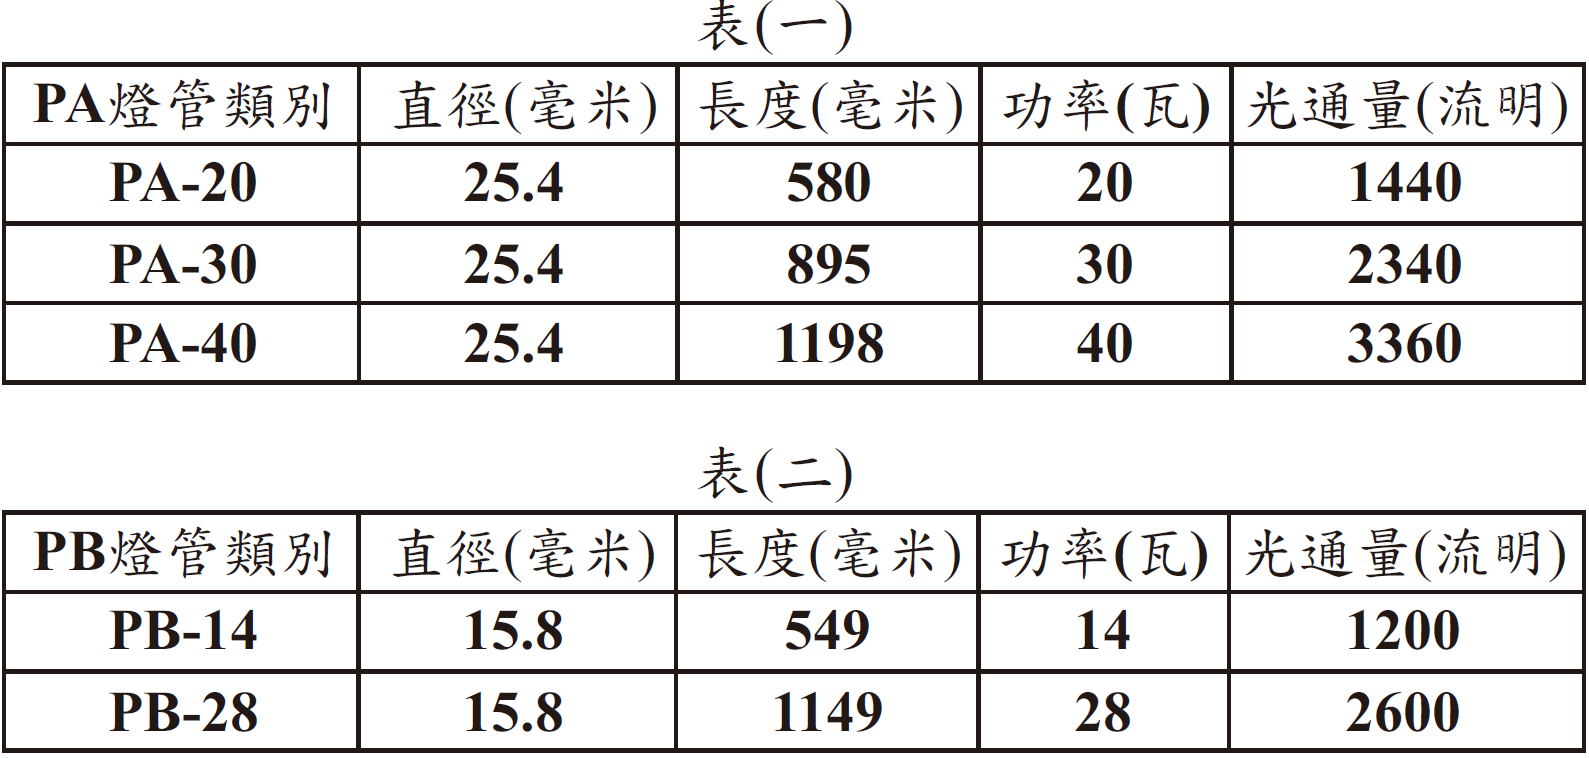 表(一)
PA燈管類別 直徑(毫米) 長度(毫米) 功率(瓦) 光通量(流明)
PA-20 25.4 580 20 1440
PA-30 25.4 895 30 2340
PA-40 25.4 1198 40 3360
表(二)
PB燈管類別 直徑(毫米) 長度(毫米) 功率(瓦) 光通量(流明)
PB-14 15.8 549 14 1200
PB-28 15.8 1149 28 2600